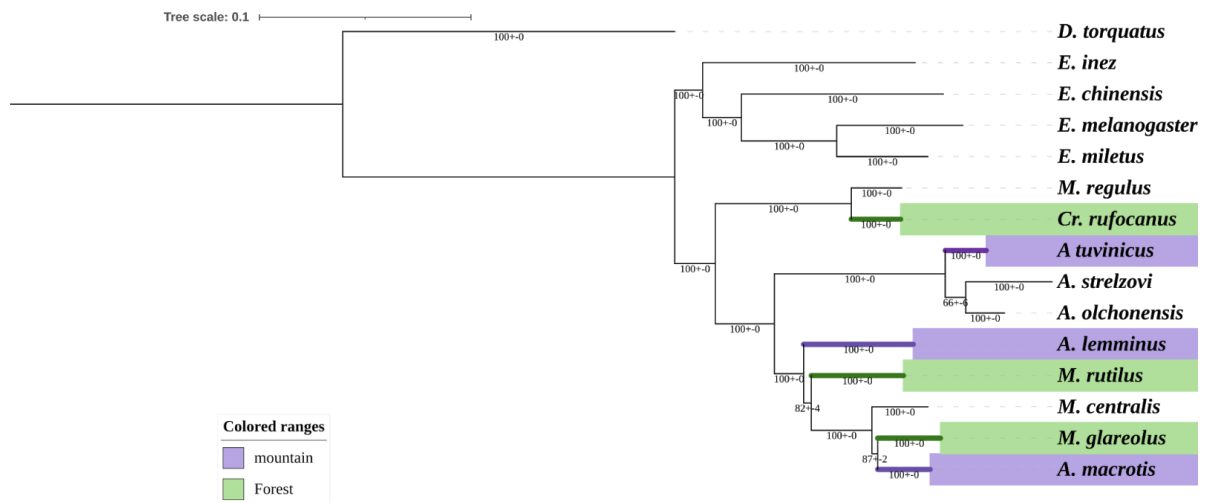 Tree scale: 0.1
D. torquatus
100+-0
E. inez
100+-0
E. chinensis
100+-0
100+-0
E. melanogaster
100+-0
100+-0
E. miletus
100+-0
100+-0
M. regulus
100+-0
100+-0
Cr. rufocanus
100+-0
A tuvinicus
100+-0
100+-0
A. strelzovi
100+-0
100+-0
66+-6
A. olchonensis
100+-0
100+-0
A. lemminus
100+-0
M. rutilus
100+-0
100+-0
M. centralis
82+-4
100+-0
M. glareolus
100+-0
100+-0
87+-2
A. macrotis
100+-0
Colored ranges
mountain
Forest